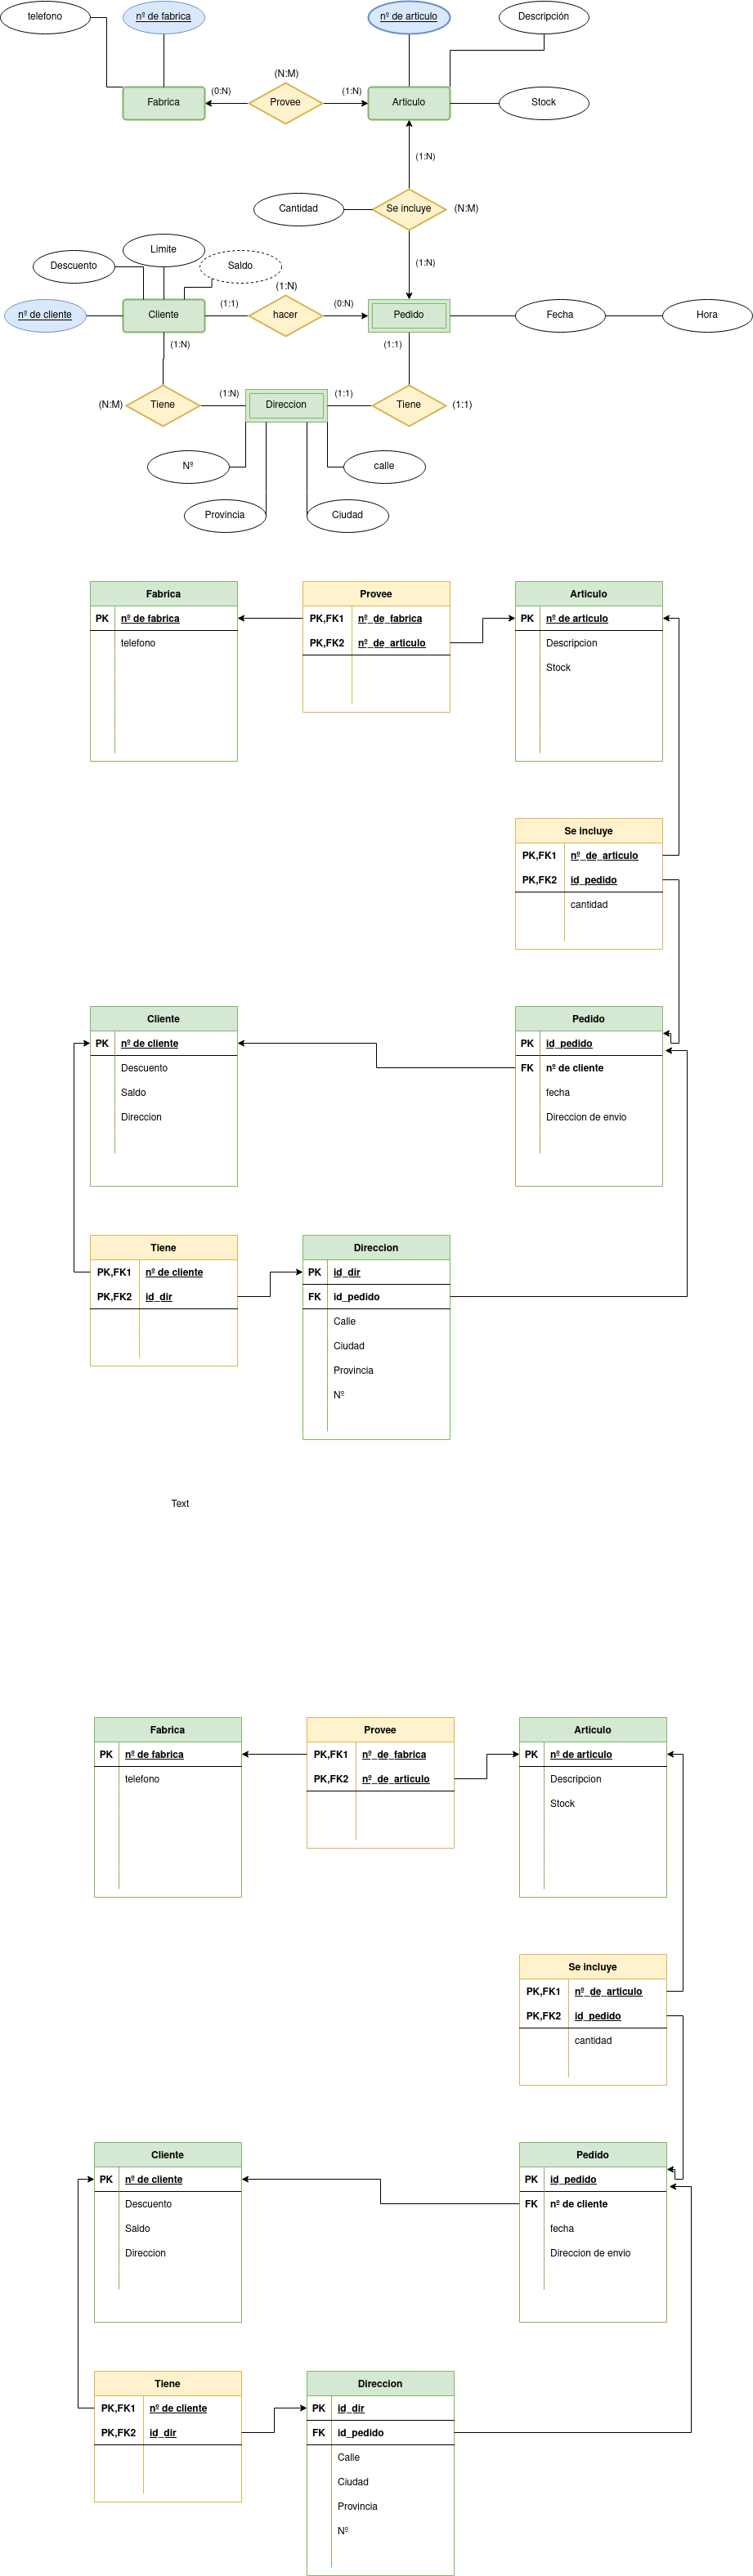 telefono
nº de fabrica
nº de articulo
Descripción
(N:M)
Fabrica
(0:N)
Provee
(1:N)
Articulo
Stock
(1:N)
Cantidad
Se incluye
(N:M)
Limite
Descuento
Saldo
(1:N)
(1:N)
nº de cliente
Cliente
(1:1)
hacer
(0:N)
Pedido
Fecha
Hora
(1:N)
(1:1)
(N:M)
Tiene
(1:N)
Direccion
(1:1)
Tiene
(1:1)
Nº
calle
Provincia
Ciudad
Fabrica
PK nº de fabrica
telefono
Provee
PK,FK1 nº_de_fabrica
PK,FK2 nº_de_articulo
Articulo
PK nº de articulo
Descripcion
Stock
Se incluye
PK,FK1 nº_de_articulo
PK,FK2 id_pedido
cantidad
Cliente
PK nº de cliente
Descuento
Saldo
Direccion
Pedido
PK id_pedido
FK nº de cliente
fecha
Direccion de envio
Tiene
PK,FK1 nº de cliente
PK,FK2 id_dir
Direccion
PK id_dir
FK id_pedido
Calle
Ciudad
Provincia
Nº
Text
Fabrica
PK nº de fabrica
telefono
Provee
PK,FK1 nº_de_fabrica
PK,FK2 nº_de_articulo
Articulo
PK nº de articulo
Descripcion
Stock
Se incluye
PK,FK1 nº_de_articulo
PK,FK2 id_pedido
cantidad
Cliente
PK nº de cliente
Descuento
Saldo
Direccion
Pedido
PK id_pedido
FK nº de cliente
fecha
Direccion de envio
Tiene
PK,FK1 nº de cliente
PK,FK2 id_dir
Direccion
PK id_dir
FK id_pedido
Calle
Ciudad
Provincia
Nº